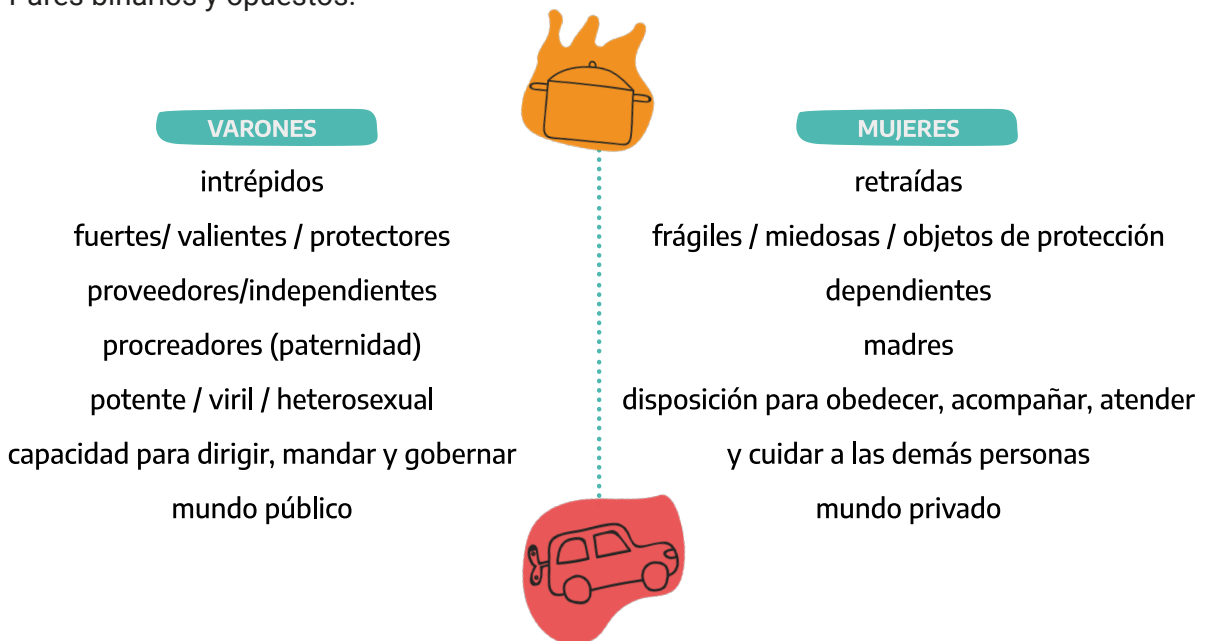 Pares binarios y opuestos.
VARONES
intrépidos
fuertes/ valientes / protectores
proveedores/independientes
procreadores (paternidad)
potente / viril / heterosexual
capacidad para dirigir, mandar y gobernar
mundo público
MUJERES
retraídas
frágiles / miedosas / objetos de protección
dependientes
madres
disposición para obedecer, acompañar, atender
y cuidar a las demás personas
mundo privado